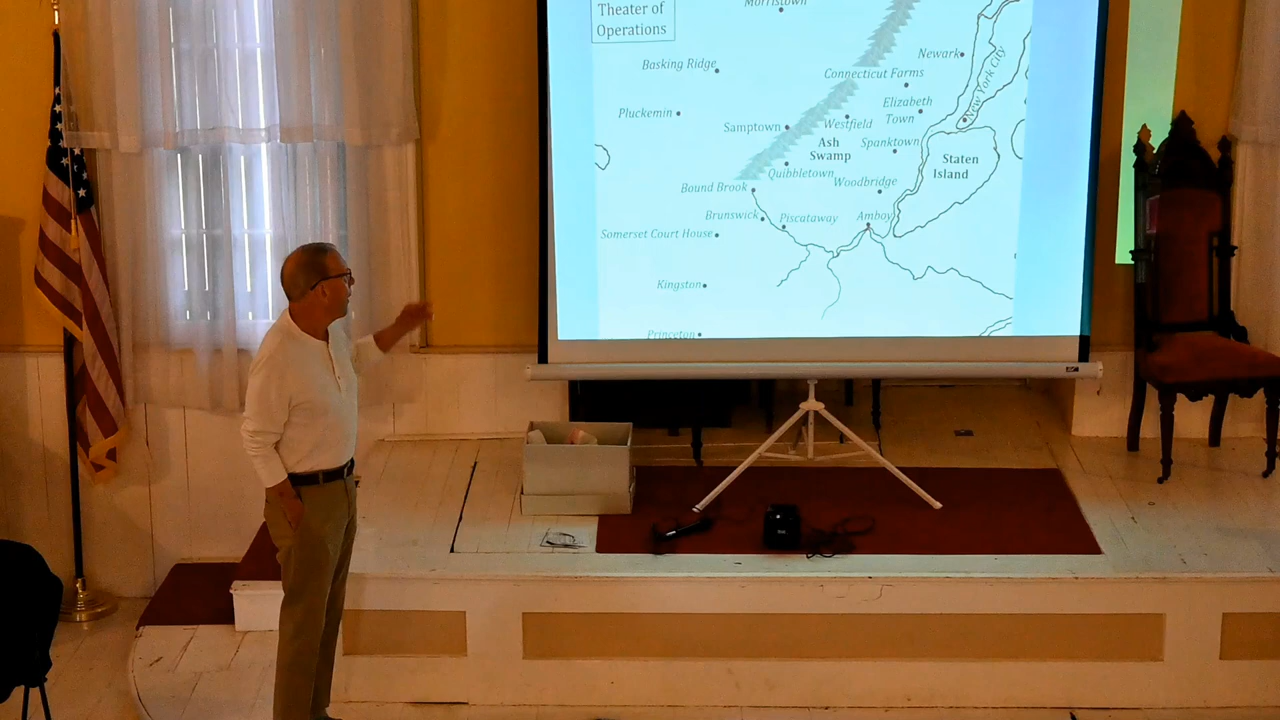 Theater of
Operations
Morristown
Newark
Basking Ridge
Connecticut Farms
New York City
Elizabeth
Town
Pluckemin
Samptown
Westfield
Ash
Swamp
Spanktown
Staten
Island
Quibbletown
Woodbridge
Bound Brook
Brunswick
Piscataway
Amboy
Somerset Court House
Kingston
Princeton